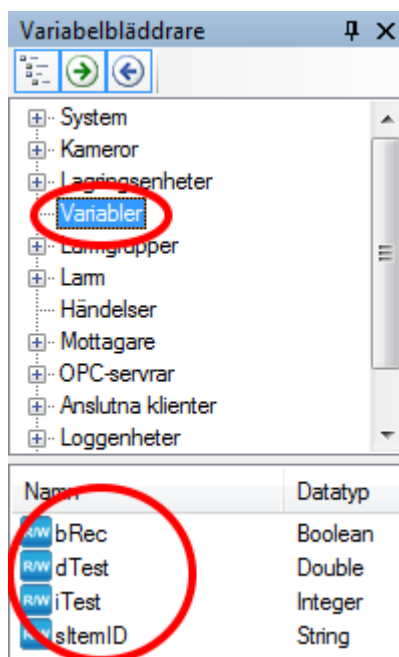 Variabelbläddrare
System
Kameror
Lagringsenheter
Variabler
Larmgrupper
Larm
Händelser
Mottagare
OPC-servrar
Anslutna klienter
Loggenheter
Namn Datatyp
R/W bRec Boolean
R/W dTest Double
R/W iTest Integer
R/W sItemID String